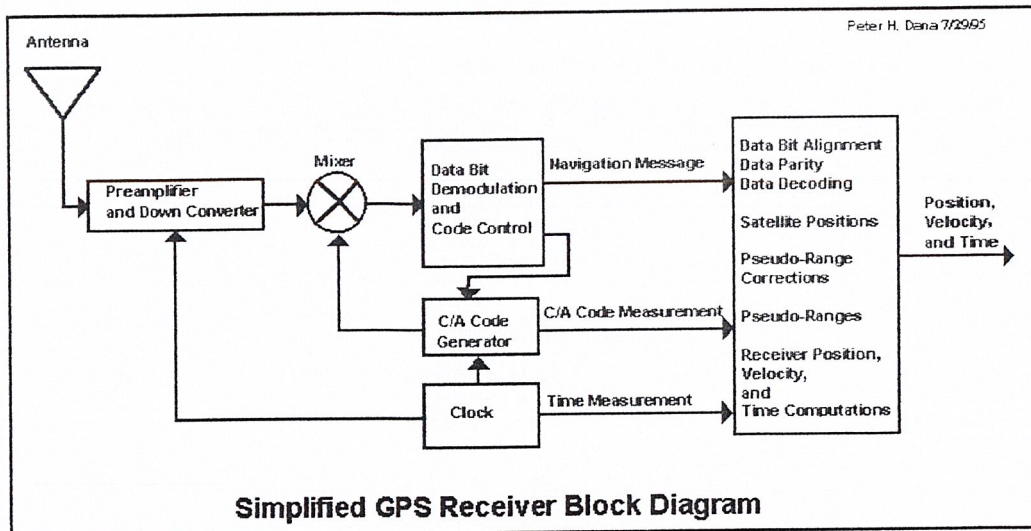 Peter H. Dana 7/29/95
Antenna
Preamplifier
and Down Converter
Mixer
Data Bit
Demodulation
and
Code Control
Navigation Message
C/A Code
Generator
C/A Code Measurement
Clock
Time Measurement
Data Bit Alignment
Data Parity
Data Decoding
Satellite Positions
Pseudo-Range
Corrections
Pseudo-Ranges
Receiver Position,
Velocity,
and
Time Computations
Position,
Velocity,
and Time
Simplified GPS Receiver Block Diagram